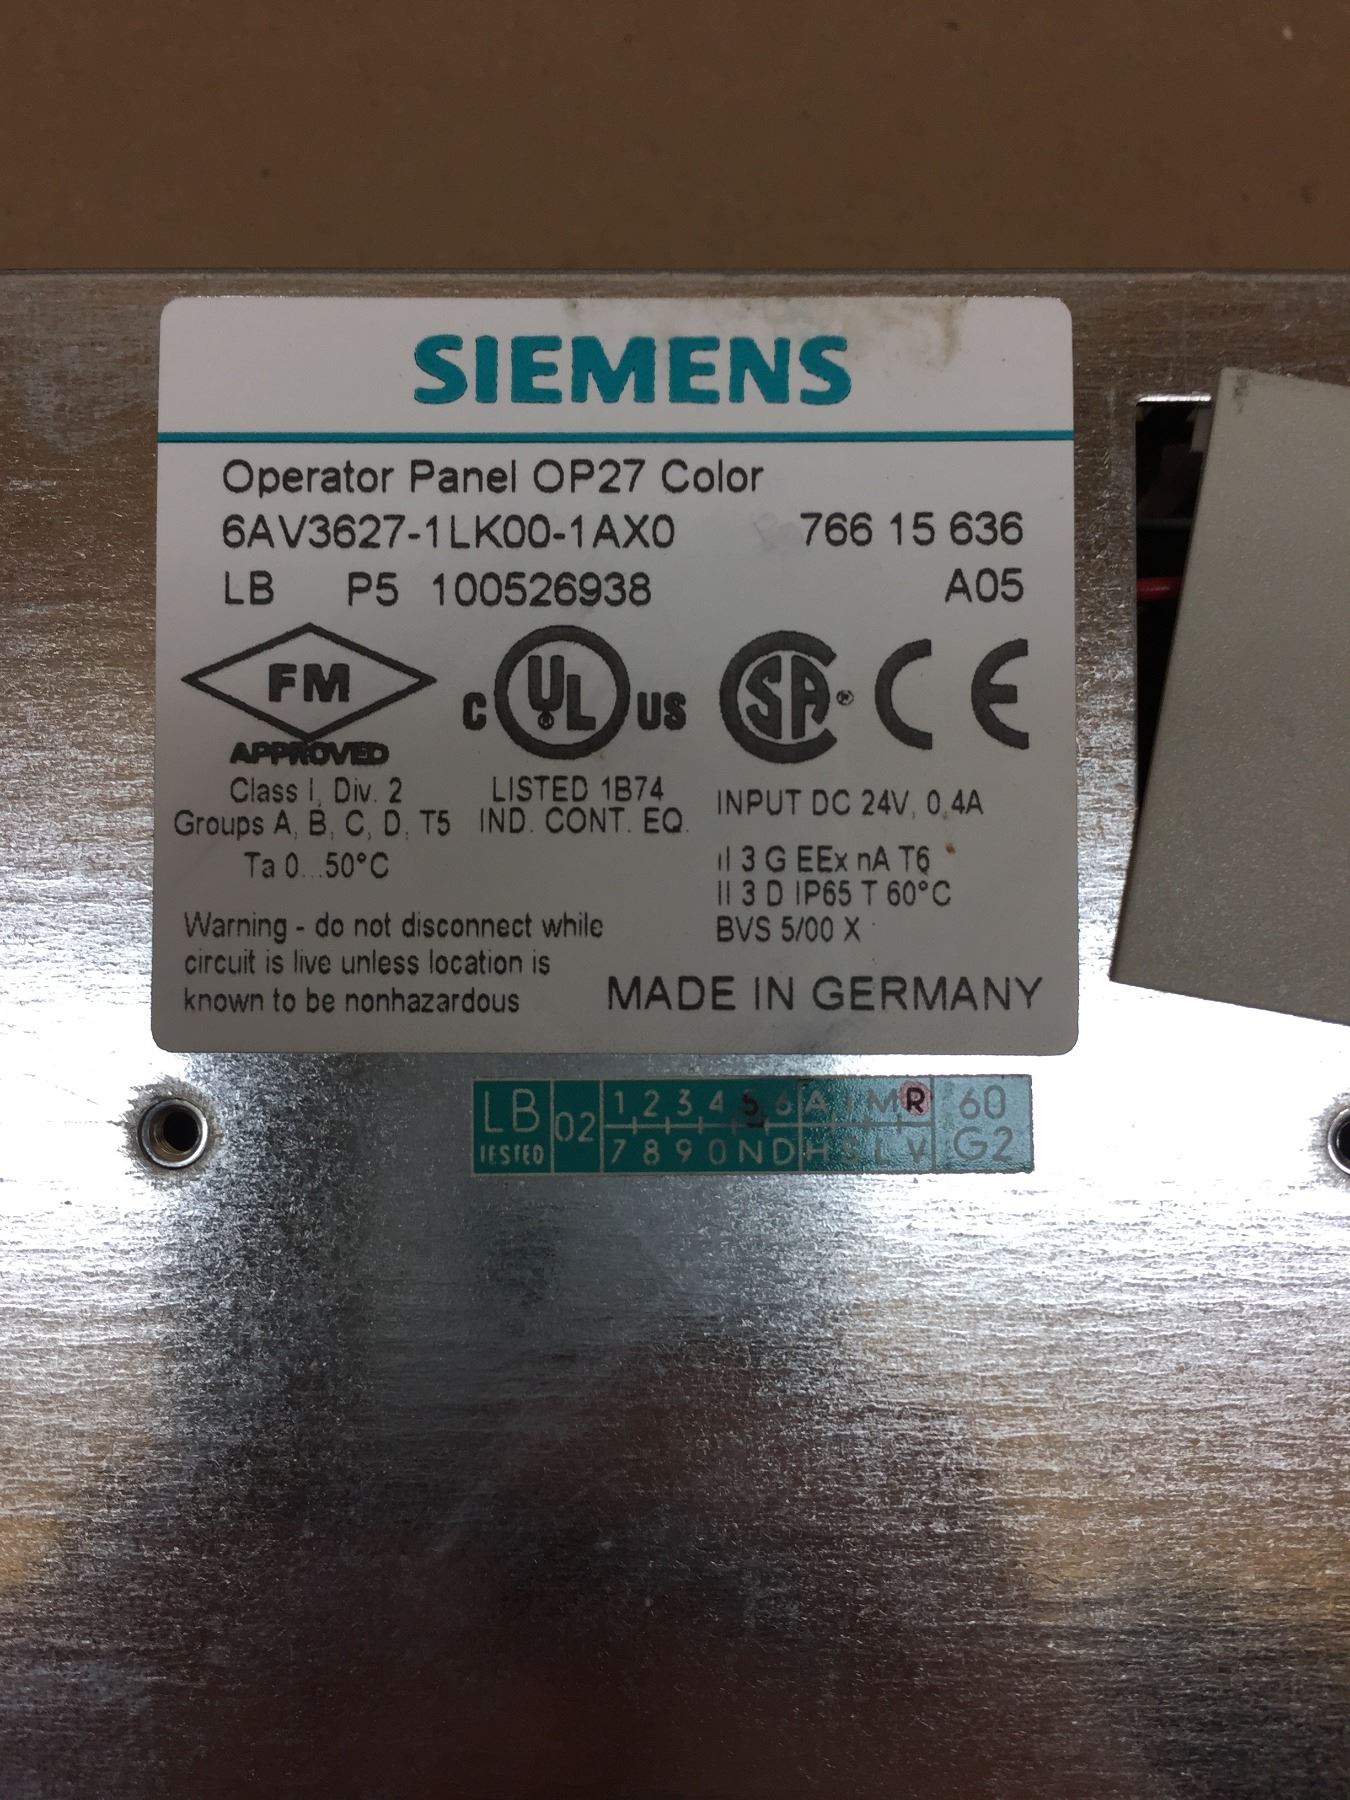 SIEMENS
Operator Panel OP27 Color
6AV3627-1LK00-1AX0 766 15 636
LB P5 100526938 A05
FM
APPROVED
C UL US
SA
CE
Class I, Div. 2
Groups A, B, C, D, T5
Ta 0...50°C
LISTED 1B74
IND. CONT. EQ.
INPUT DC 24V, 0,4A
II 3 G EEx nA T6
II 3 D IP65 T 60°C
BVS 5/00 X
Warning - do not disconnect while
circuit is live unless location is
known to be nonhazardous
MADE IN GERMANY
LB 02 1 2 3 4 5 6 A J M R 60
TESTED 7 8 9 0 N D H S L V G2